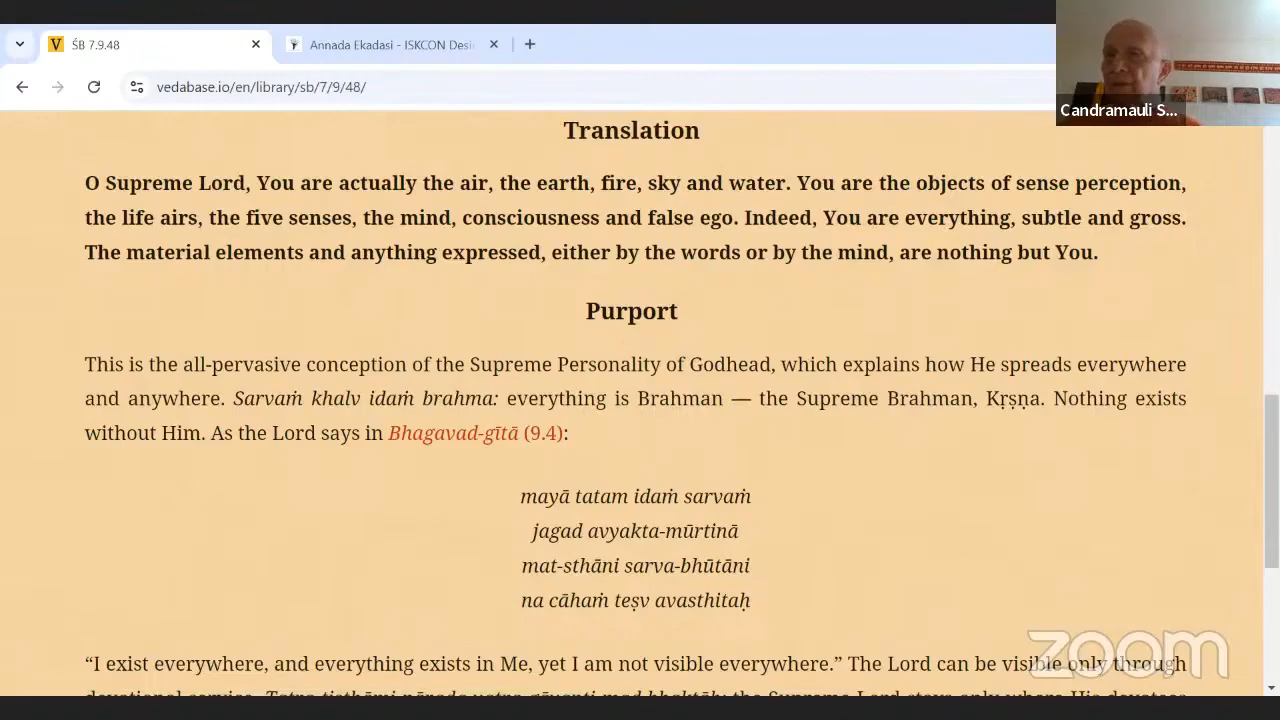 ŚB 7.9.48
Annada Ekadasi - ISKCON Desi
vedabase.io/en/library/sb/7/9/48/
Candramauli S...
Translation
O Supreme Lord, You are actually the air, the earth, fire, sky and water. You are the objects of sense perception,
the life airs, the five senses, the mind, consciousness and false ego. Indeed, You are everything, subtle and gross.
The material elements and anything expressed, either by the words or by the mind, are nothing but You.
Purport
This is the all-pervasive conception of the Supreme Personality of Godhead, which explains how He spreads everywhere
and anywhere. Sarvaṁ khalv idaṁ brahma: everything is Brahman — the Supreme Brahman, Kṛṣṇa. Nothing exists
without Him. As the Lord says in Bhagavad-gītā (9.4):
mayā tatam idaṁ sarvaṁ
jagad avyakta-mūrtinā
mat-sthāni sarva-bhūtāni
na cāhaṁ teṣv avasthitaḥ
“I exist everywhere, and everything exists in Me, yet I am not visible everywhere.” The Lord can be visible only through
zoom